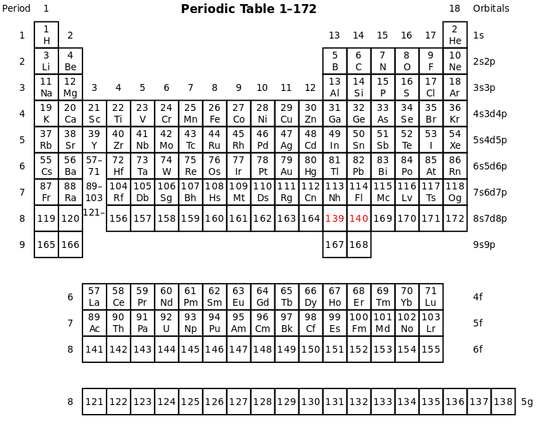 Periodic Table 1–172
Period 1 18 Orbitals
1 2 13 14 15 16 17 1s
1 H 2 He
2 2s2p
3 Li 4 Be 5 B 6 C 7 N 8 O 9 F 10 Ne
3 3 4 5 6 7 8 9 10 11 12 3s3p
11 Na 12 Mg 13 Al 14 Si 15 P 16 S 17 Cl 18 Ar
4 4s3d4p
19 K 20 Ca 21 Sc 22 Ti 23 V 24 Cr 25 Mn 26 Fe 27 Co 28 Ni 29 Cu 30 Zn 31 Ga 32 Ge 33 As 34 Se 35 Br 36 Kr
5 5s4d5p
37 Rb 38 Sr 39 Y 40 Zr 41 Nb 42 Mo 43 Tc 44 Ru 45 Rh 46 Pd 47 Ag 48 Cd 49 In 50 Sn 51 Sb 52 Te 53 I 54 Xe
6 6s5d6p
55 Cs 56 Ba 57–71 72 Hf 73 Ta 74 W 75 Re 76 Os 77 Ir 78 Pt 79 Au 80 Hg 81 Tl 82 Pb 83 Bi 84 Po 85 At 86 Rn
7 7s6d7p
87 Fr 88 Ra 89–103 104 Rf 105 Db 106 Sg 107 Bh 108 Hs 109 Mt 110 Ds 111 Rg 112 Cn 113 Nh 114 Fl 115 Mc 116 Lv 117 Ts 118 Og
8 119 120 121– 156 157 158 159 160 161 162 163 164 139 140 169 170 171 172 8s7d8p
9 165 166 167 168 9s9p
6 4f
57 La 58 Ce 59 Pr 60 Nd 61 Pm 62 Sm 63 Eu 64 Gd 65 Tb 66 Dy 67 Ho 68 Er 69 Tm 70 Yb 71 Lu
7 5f
89 Ac 90 Th 91 Pa 92 U 93 Np 94 Pu 95 Am 96 Cm 97 Bk 98 Cf 99 Es 100 Fm 101 Md 102 No 103 Lr
8 141 142 143 144 145 146 147 148 149 150 151 152 153 154 155 6f
8 121 122 123 124 125 126 127 128 129 130 131 132 133 134 135 136 137 138 5g